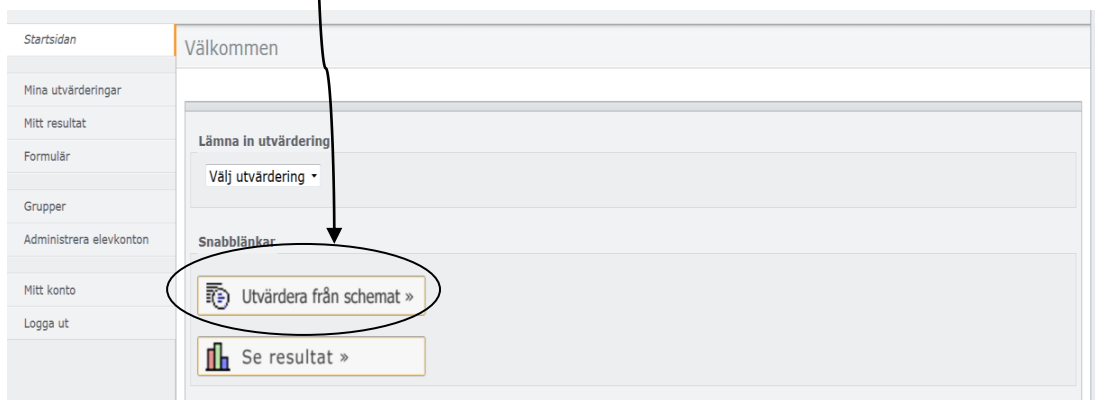 Startsidan
Välkommen
Mina utvärderingar
Mitt resultat
Formulär
Grupper
Administrera elevkonton
Mitt konto
Logga ut
Lämna in utvärdering
Välj utvärdering
Snabblänkar
Utvärdera från schemat »
Se resultat »